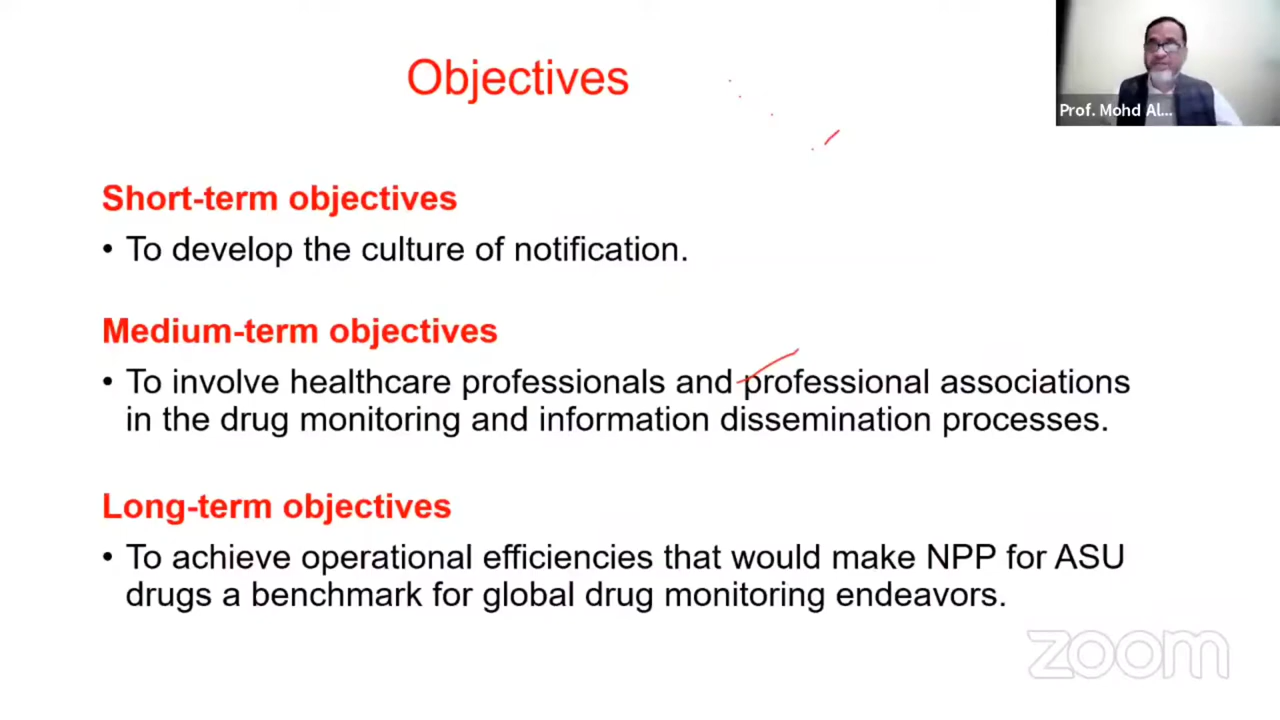 Objectives
Prof. Mohd Al...
Short-term objectives
• To develop the culture of notification.
Medium-term objectives
• To involve healthcare professionals and professional associations
in the drug monitoring and information dissemination processes.
Long-term objectives
• To achieve operational efficiencies that would make NPP for ASU
drugs a benchmark for global drug monitoring endeavors.
zoom